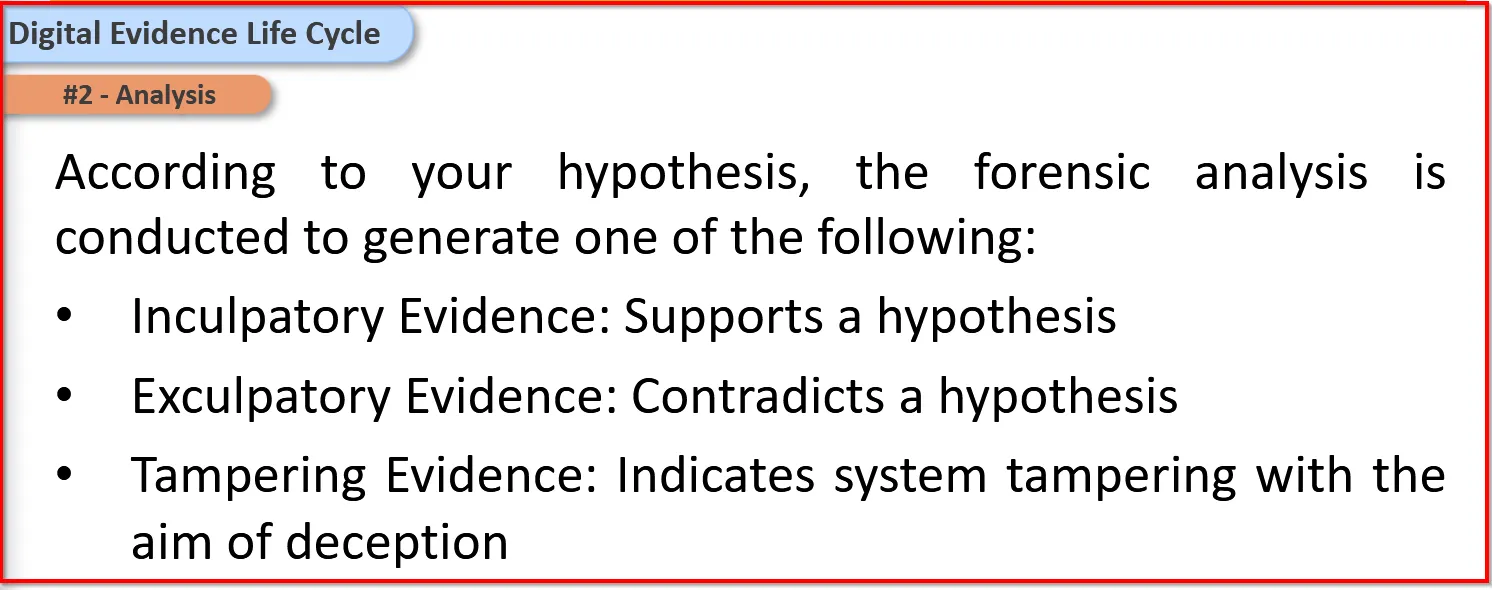 Digital Evidence Life Cycle
#2 - Analysis
According to your hypothesis, the forensic analysis is
conducted to generate one of the following:
• Inculpatory Evidence: Supports a hypothesis
• Exculpatory Evidence: Contradicts a hypothesis
• Tampering Evidence: Indicates system tampering with the
aim of deception